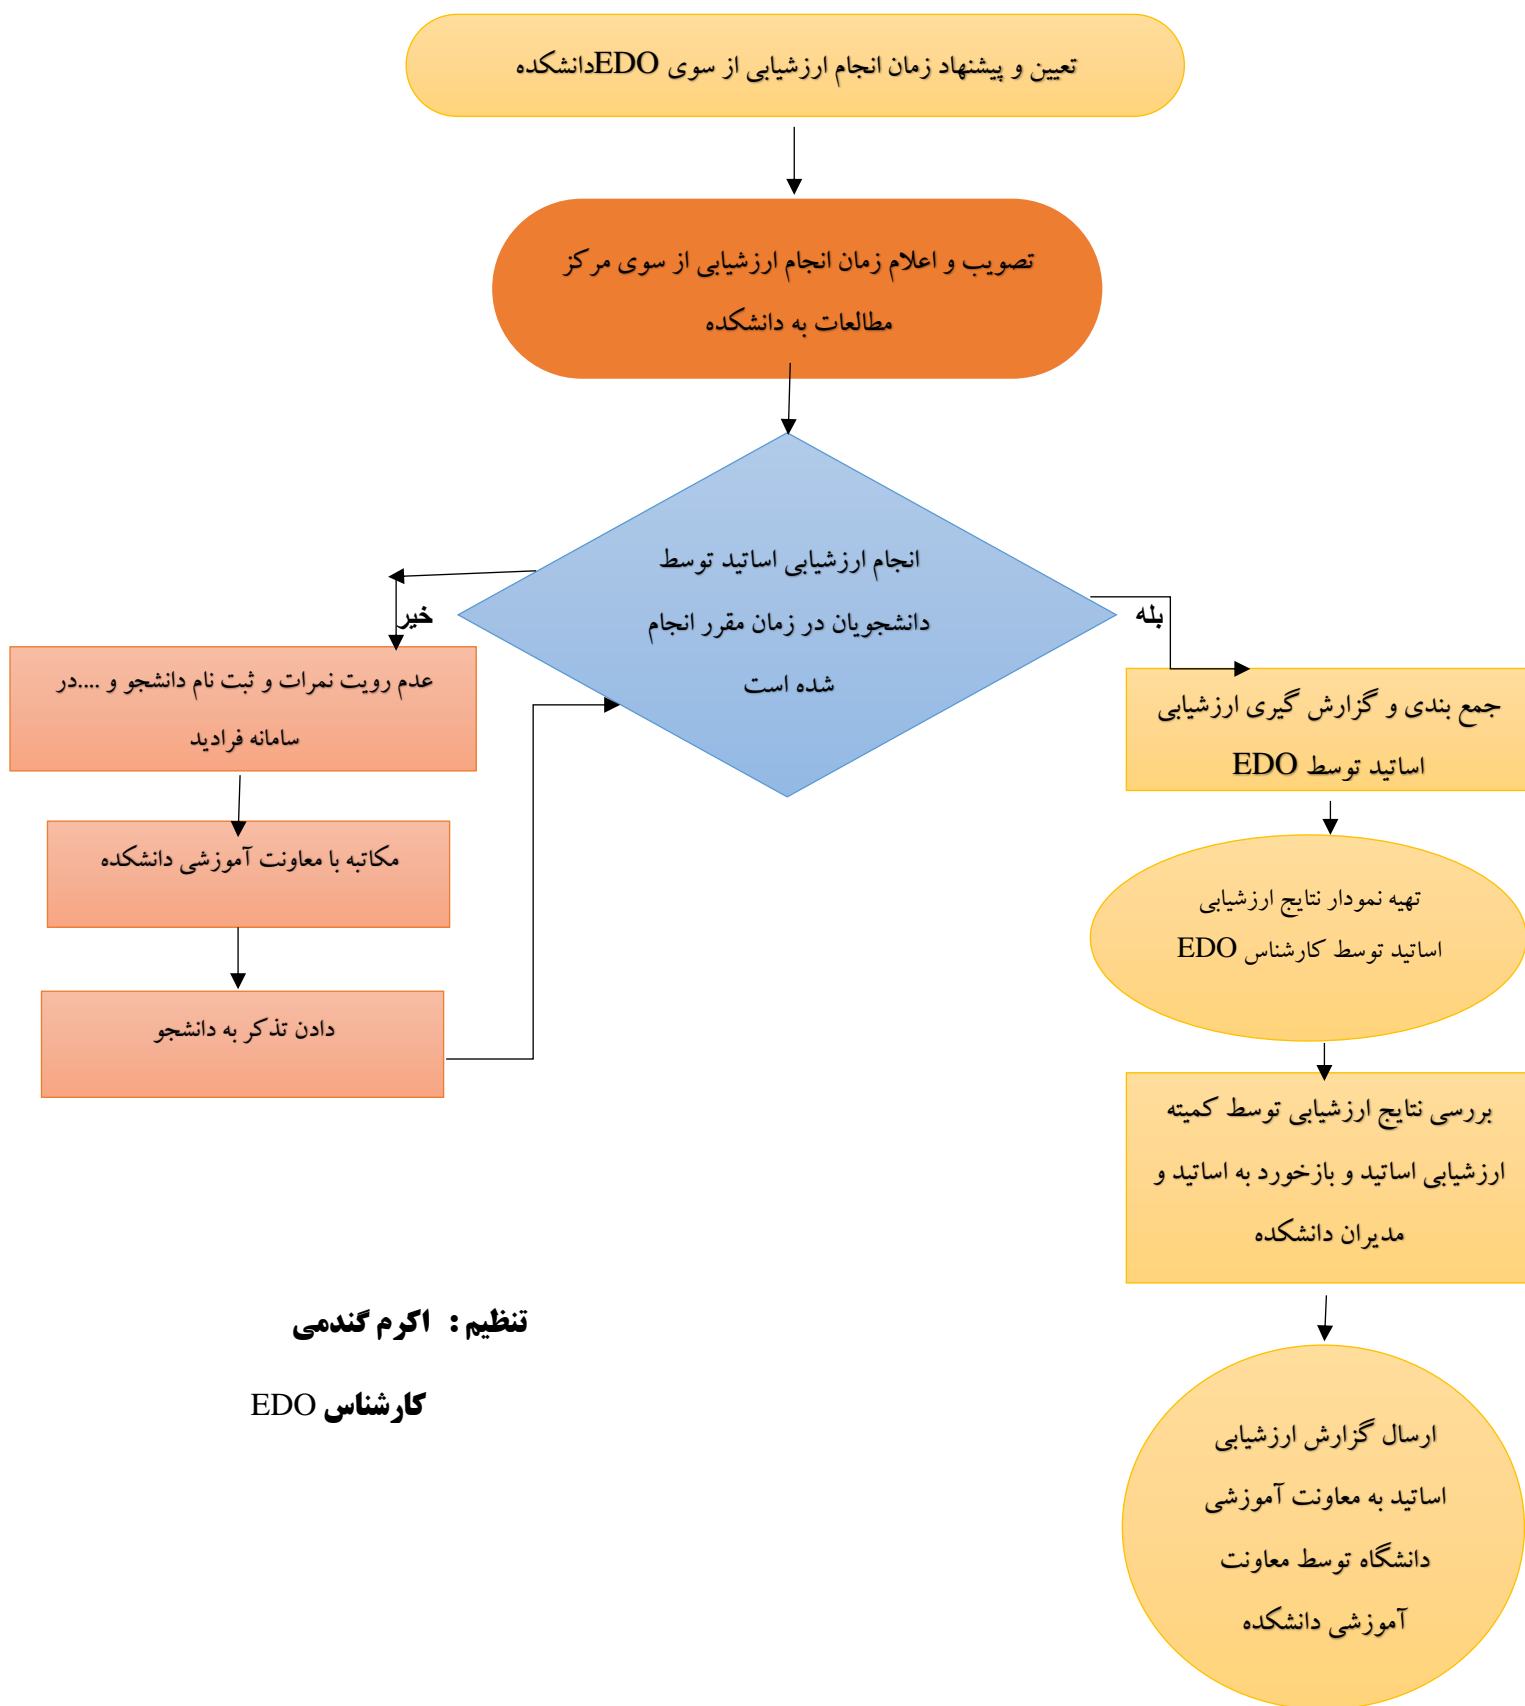 تعیین و پیشنهاد زمان انجام ارزشیابی از سوی EDOدانشکده
تصویب و اعلام زمان انجام ارزشیابی از سوی مرکز
مطالعات به دانشکده
انجام ارزشیابی اساتید توسط
دانشجویان در زمان مقرر انجام
شده است
بله
خیر
جمع بندی و گزارش گیری ارزشیابی
اساتید توسط EDO
تهیه نمودار نتایج ارزشیابی
اساتید توسط کارشناس EDO
بررسی نتایج ارزشیابی توسط کمیته
ارزشیابی اساتید و بازخورد به اساتید و
مدیران دانشکده
ارسال گزارش ارزشیابی
اساتید به معاونت آموزشی
دانشگاه توسط معاونت
آموزشی دانشکده
عدم رویت نمرات و ثبت نام دانشجو و ....در
سامانه فرادید
مکاتبه با معاونت آموزشی دانشکده
دادن تذکر به دانشجو
تنظیم : اکرم گندمی
کارشناس EDO